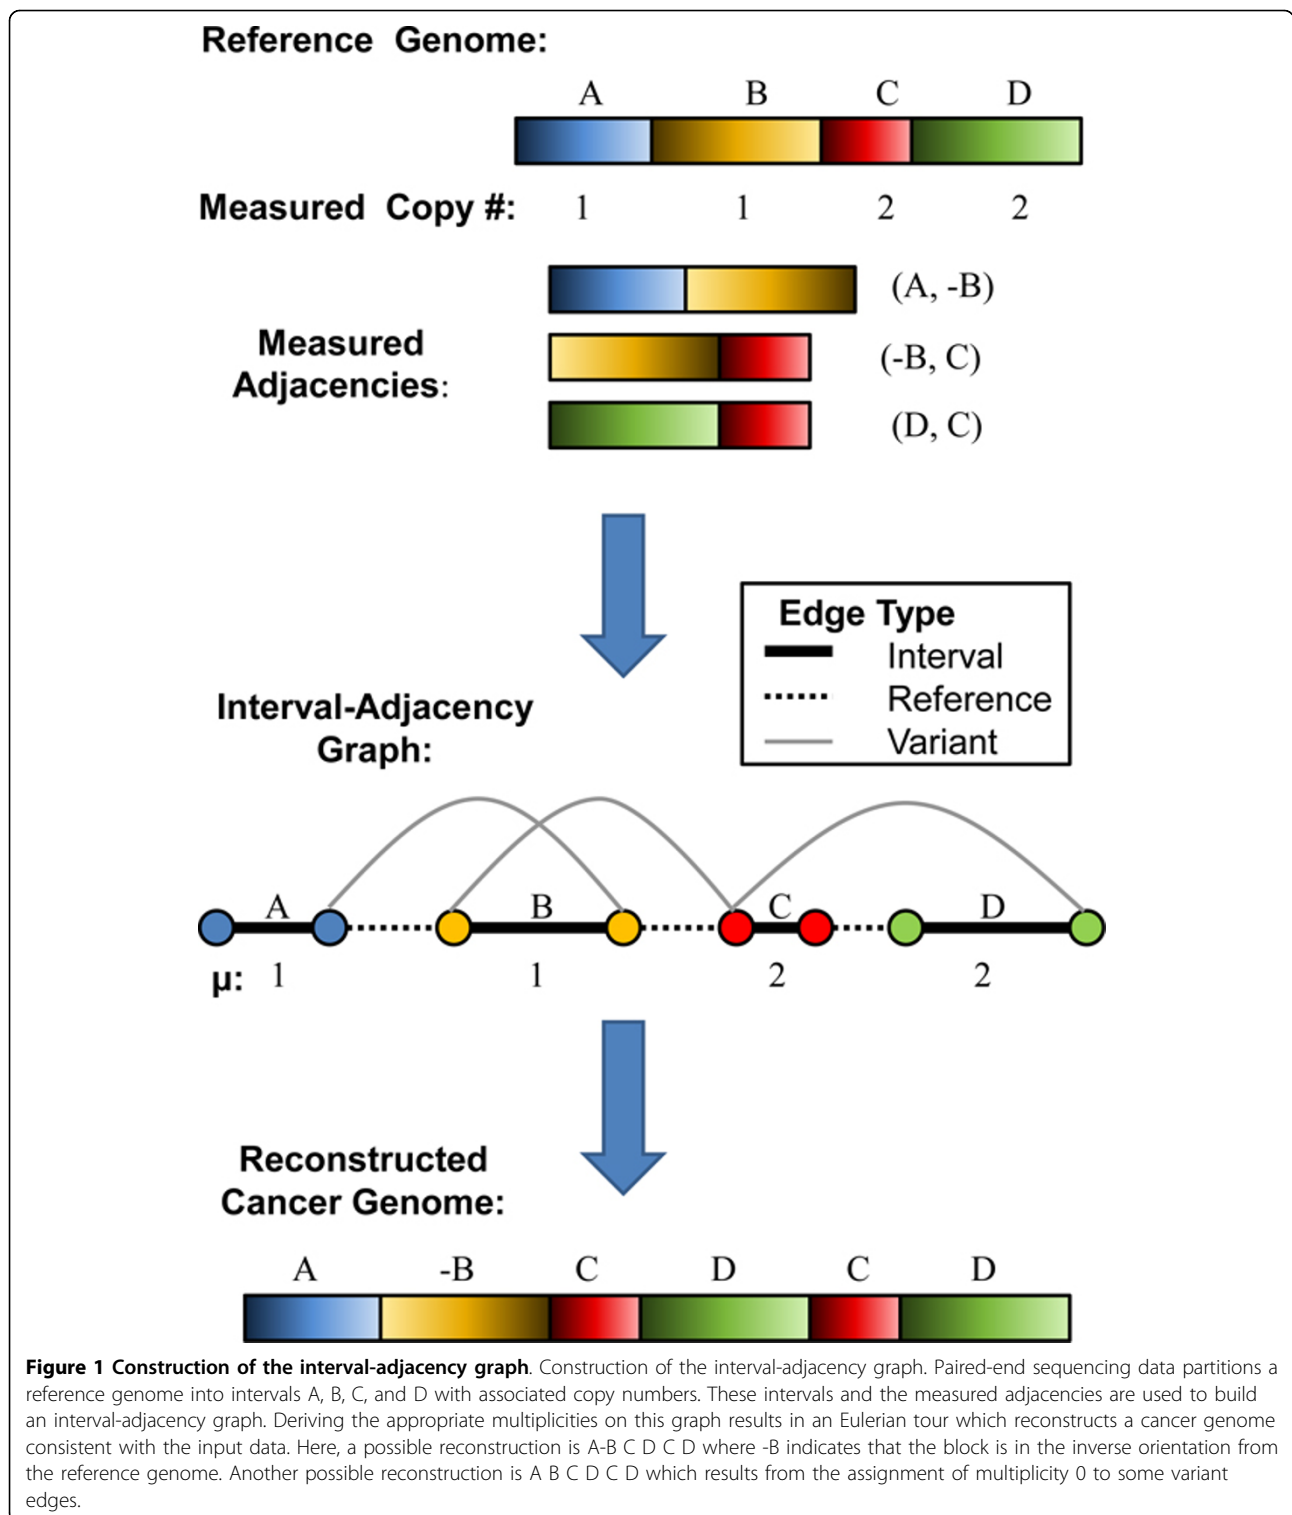 Reference Genome:
A B C D
Measured Copy #: 1 1 2 2
(A, -B)
Measured
Adjacencies:
(-B, C)
(D, C)
Edge Type
Interval
Reference
Variant
Interval-Adjacency
Graph:
A B C D
μ: 1 1 2 2
Reconstructed
Cancer Genome:
A -B C D C D
Figure 1 Construction of the interval-adjacency graph. Construction of the interval-adjacency graph. Paired-end sequencing data partitions a
reference genome into intervals A, B, C, and D with associated copy numbers. These intervals and the measured adjacencies are used to build
an interval-adjacency graph. Deriving the appropriate multiplicities on this graph results in an Eulerian tour which reconstructs a cancer genome
consistent with the input data. Here, a possible reconstruction is A-B C D C D where -B indicates that the block is in the inverse orientation from
the reference genome. Another possible reconstruction is A B C D C D which results from the assignment of multiplicity 0 to some variant
edges.